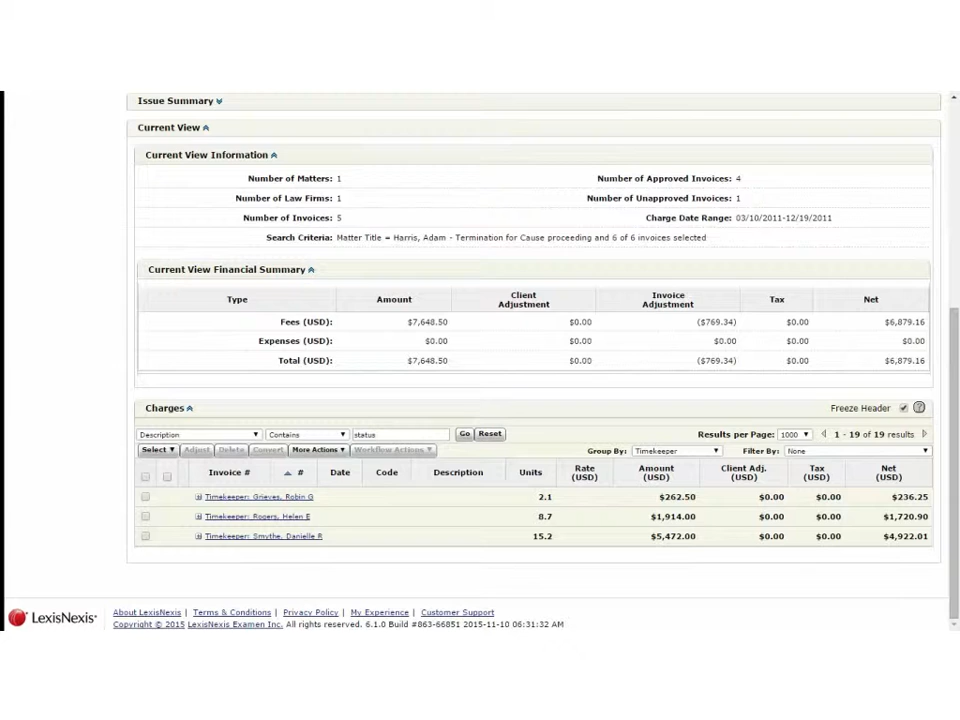 Issue Summary
Current View
Current View Information
Number of Matters: 1 Number of Approved Invoices: 4
Number of Law Firms: 1 Number of Unapproved Invoices: 1
Number of Invoices: 5 Charge Date Range: 03/10/2011-12/19/2011
Search Criteria: Matter Title = Harris, Adam - Termination for Cause proceeding and 6 of 6 invoices selected
Current View Financial Summary
Type Amount Client Adjustment Invoice Adjustment Tax Net
Fees (USD): $7,648.50 $0.00 ($769.34) $0.00 $6,879.16
Expenses (USD): $0.00 $0.00 $0.00 $0.00 $0.00
Total (USD): $7,648.50 $0.00 ($769.34) $0.00 $6,879.16
Charges Freeze Header ?
Description Contains status Go Reset Results per Page: 1000 1 - 19 of 19 results
Select Adjust Delete Convert More Actions Workflow Actions Group By: Timekeeper Filter By: None
Invoice # # Date Code Description Units Rate (USD) Amount (USD) Client Adj. (USD) Tax (USD) Net (USD)
Timekeeper: Grieves, Robin G 2.1 $262.50 $0.00 $0.00 $236.25
Timekeeper: Rogers, Helen E 8.7 $1,914.00 $0.00 $0.00 $1,720.90
Timekeeper: Smythe, Danielle R 15.2 $5,472.00 $0.00 $0.00 $4,922.01
LexisNexis® About LexisNexis | Terms & Conditions | Privacy Policy | My Experience | Customer Support
Copyright © 2015 LexisNexis Examen Inc. All rights reserved. 6.1.0 Build #863-66851 2015-11-10 06:31:32 AM